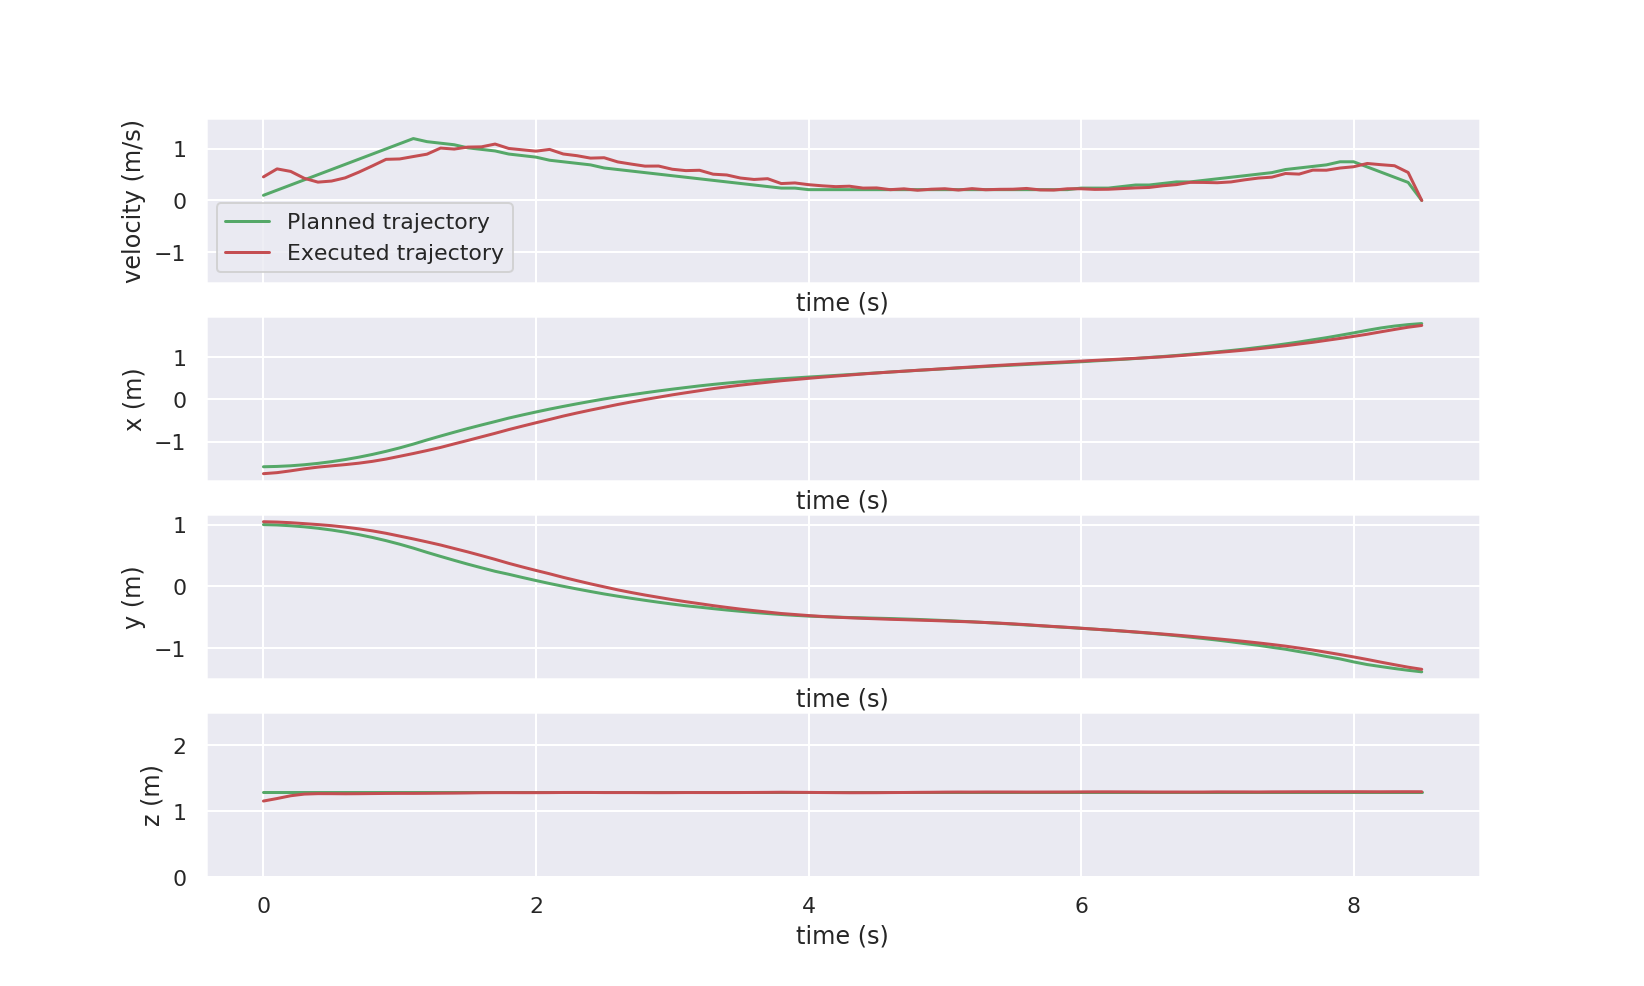 velocity (m/s)
1
0
−1
Planned trajectory
Executed trajectory
time (s)
x (m)
1
0
−1
time (s)
y (m)
1
0
−1
time (s)
z (m)
2
1
0
0 2 4 6 8
time (s)